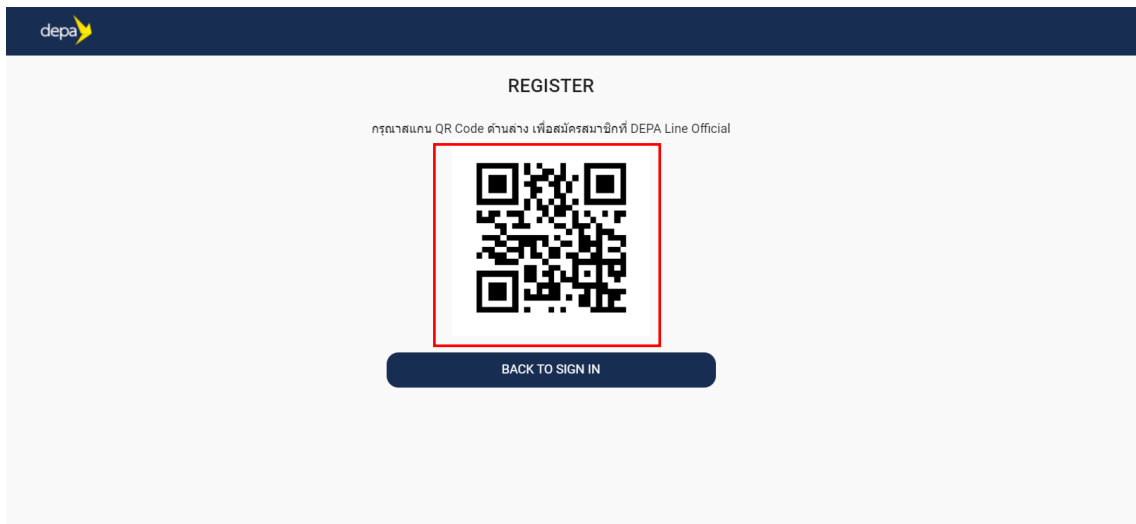 depa
REGISTER
กรุณาสแกน QR Code ด้านล่าง เพื่อสมัครสมาชิกที่ DEPA Line Official
BACK TO SIGN IN